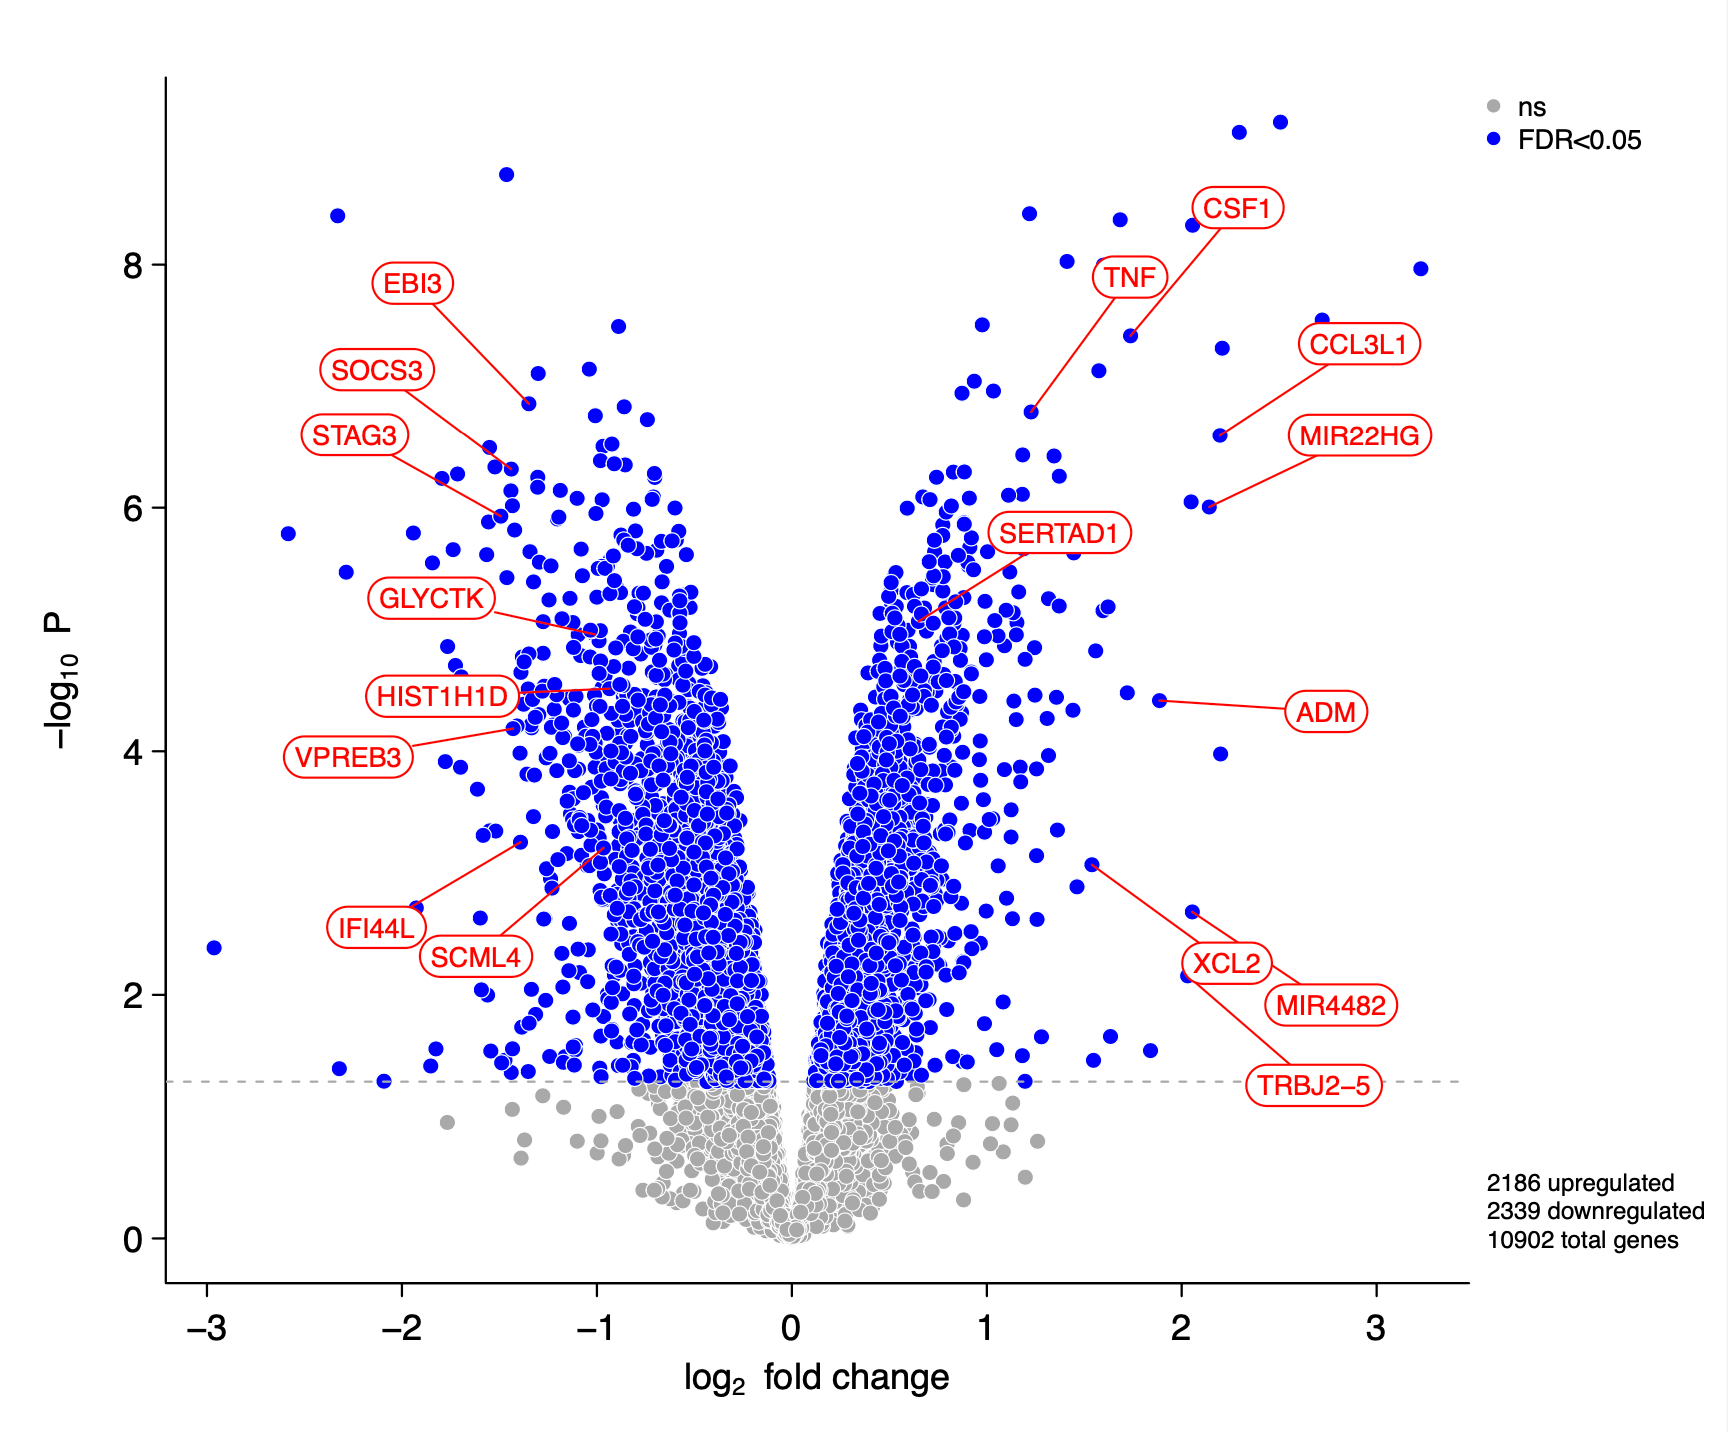 ns
FDR<0.05
CSF1
TNF
EBI3
CCL3L1
SOCS3
STAG3
MIR22HG
SERTAD1
GLYCTK
HIST1H1D
ADM
VPREB3
IFI44L
SCML4
XCL2
MIR4482
TRBJ2−5
8
6
4
2
0
−log10 P
2186 upregulated
2339 downregulated
10902 total genes
−3 −2 −1 0 1 2 3
log2 fold change